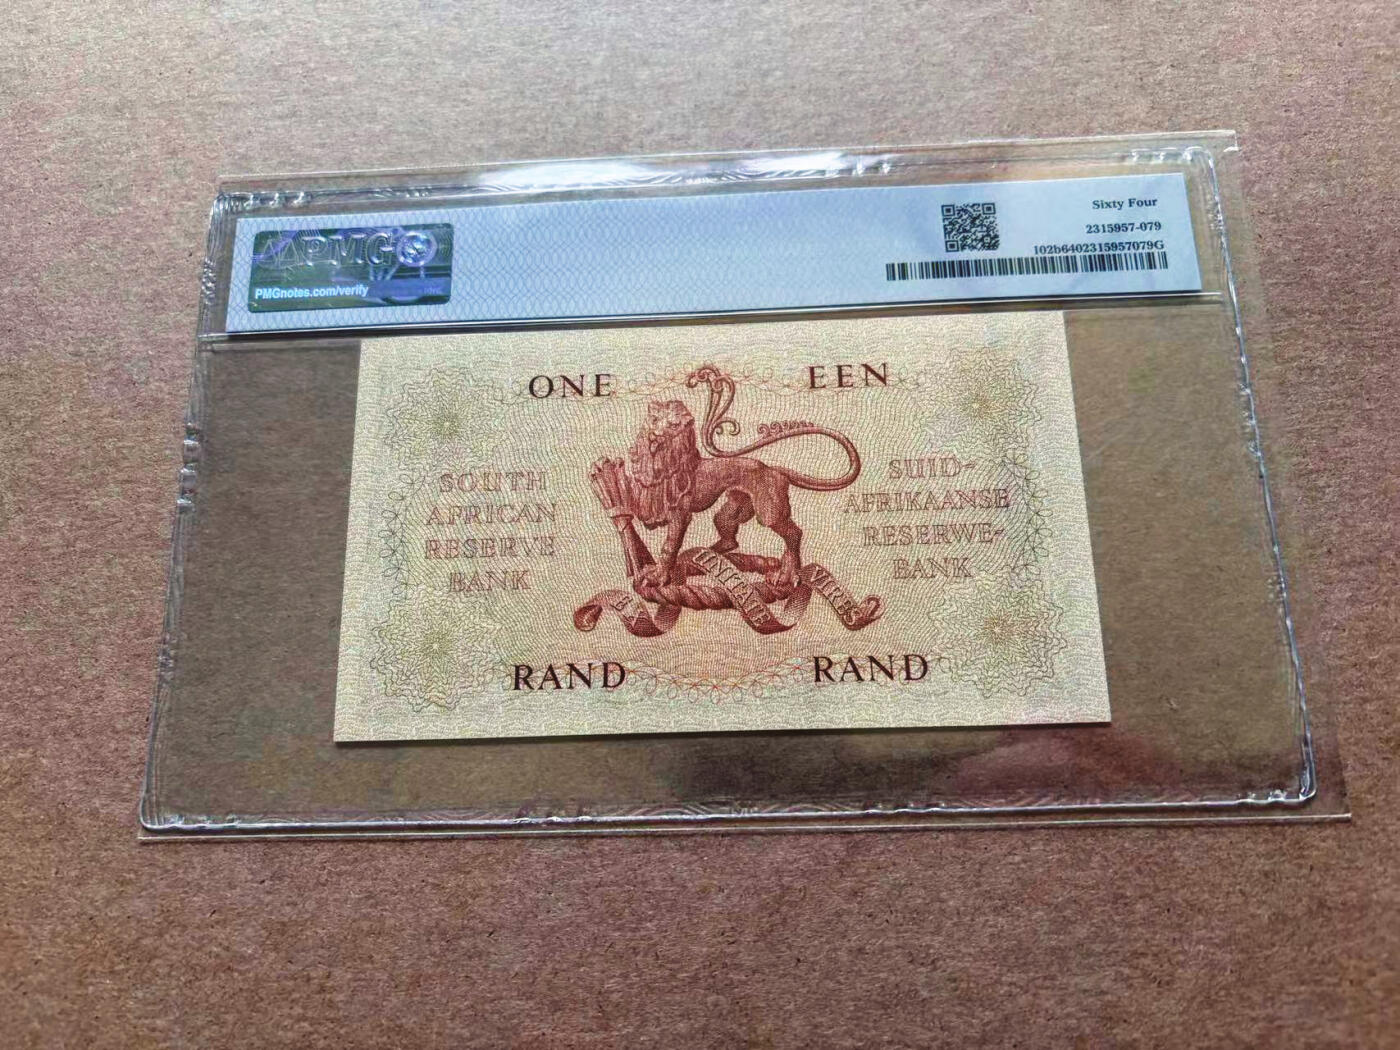 Sixty Four
2315957-079
102b6402315957079G
PMG
PMGnotes.com/verify
ONE EEN
SOUTH
AFRICAN
RESERVE
BANK
SUID-
AFRIKAANSE
RESERWE-
BANK
EX UNITATE VIRES
RAND RAND